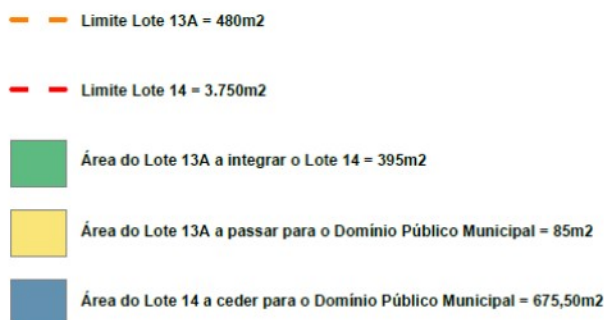 Limite Lote 13A = 480m2
Limite Lote 14 = 3.750m2
Área do Lote 13A a integrar o Lote 14 = 395m2
Área do Lote 13A a passar para o Domínio Público Municipal = 85m2
Área do Lote 14 a ceder para o Domínio Público Municipal = 675,50m2